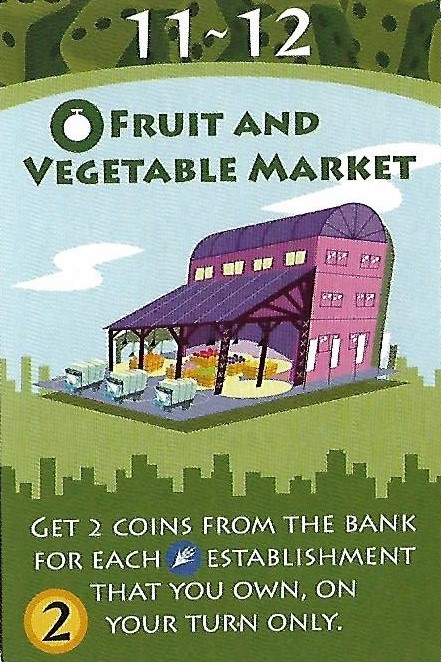 11~12
FRUIT AND
VEGETABLE MARKET
GET 2 COINS FROM THE BANK
FOR EACH ESTABLISHMENT
THAT YOU OWN, ON
YOUR TURN ONLY.
2